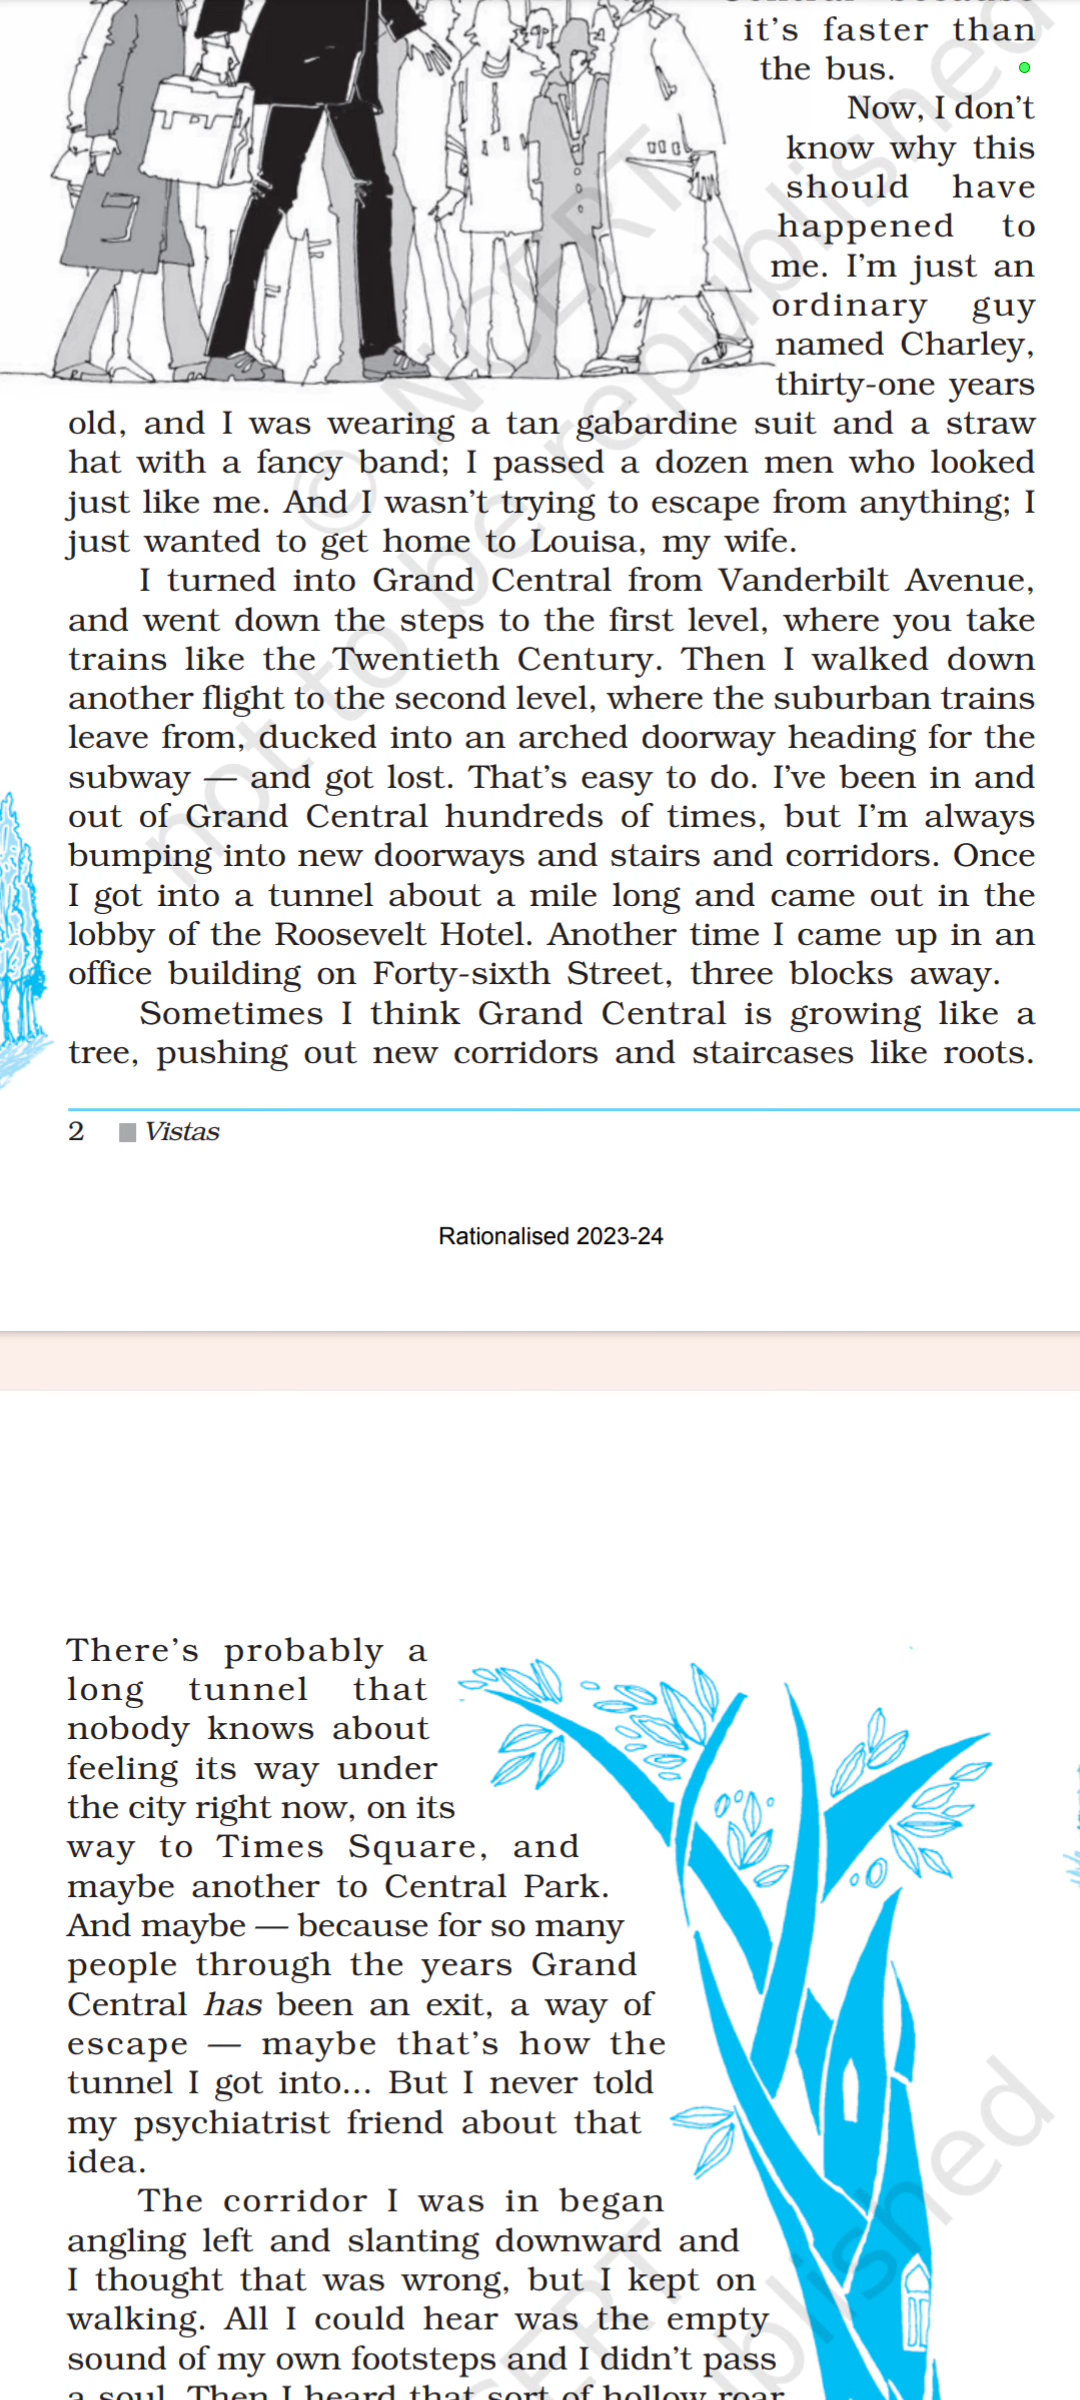 it's faster than
the bus.
Now, I don't
know why this
should have
happened to
me. I'm just an
ordinary guy
named Charley,
thirty-one years
old, and I was wearing a tan gabardine suit and a straw
hat with a fancy band; I passed a dozen men who looked
just like me. And I wasn't trying to escape from anything; I
just wanted to get home to Louisa, my wife.
I turned into Grand Central from Vanderbilt Avenue,
and went down the steps to the first level, where you take
trains like the Twentieth Century. Then I walked down
another flight to the second level, where the suburban trains
leave from, ducked into an arched doorway heading for the
subway — and got lost. That's easy to do. I've been in and
out of Grand Central hundreds of times, but I'm always
bumping into new doorways and stairs and corridors. Once
I got into a tunnel about a mile long and came out in the
lobby of the Roosevelt Hotel. Another time I came up in an
office building on Forty-sixth Street, three blocks away.
Sometimes I think Grand Central is growing like a
tree, pushing out new corridors and staircases like roots.
2 Vistas
Rationalised 2023-24
There's probably a
long tunnel that
nobody knows about
feeling its way under
the city right now, on its
way to Times Square, and
maybe another to Central Park.
And maybe — because for so many
people through the years Grand
Central has been an exit, a way of
escape — maybe that's how the
tunnel I got into... But I never told
my psychiatrist friend about that
idea.
The corridor I was in began
angling left and slanting downward and
I thought that was wrong, but I kept on
walking. All I could hear was the empty
sound of my own footsteps and I didn't pass
a soul. Then I heard that sort of hollow roar
© NCERT
not to be republished